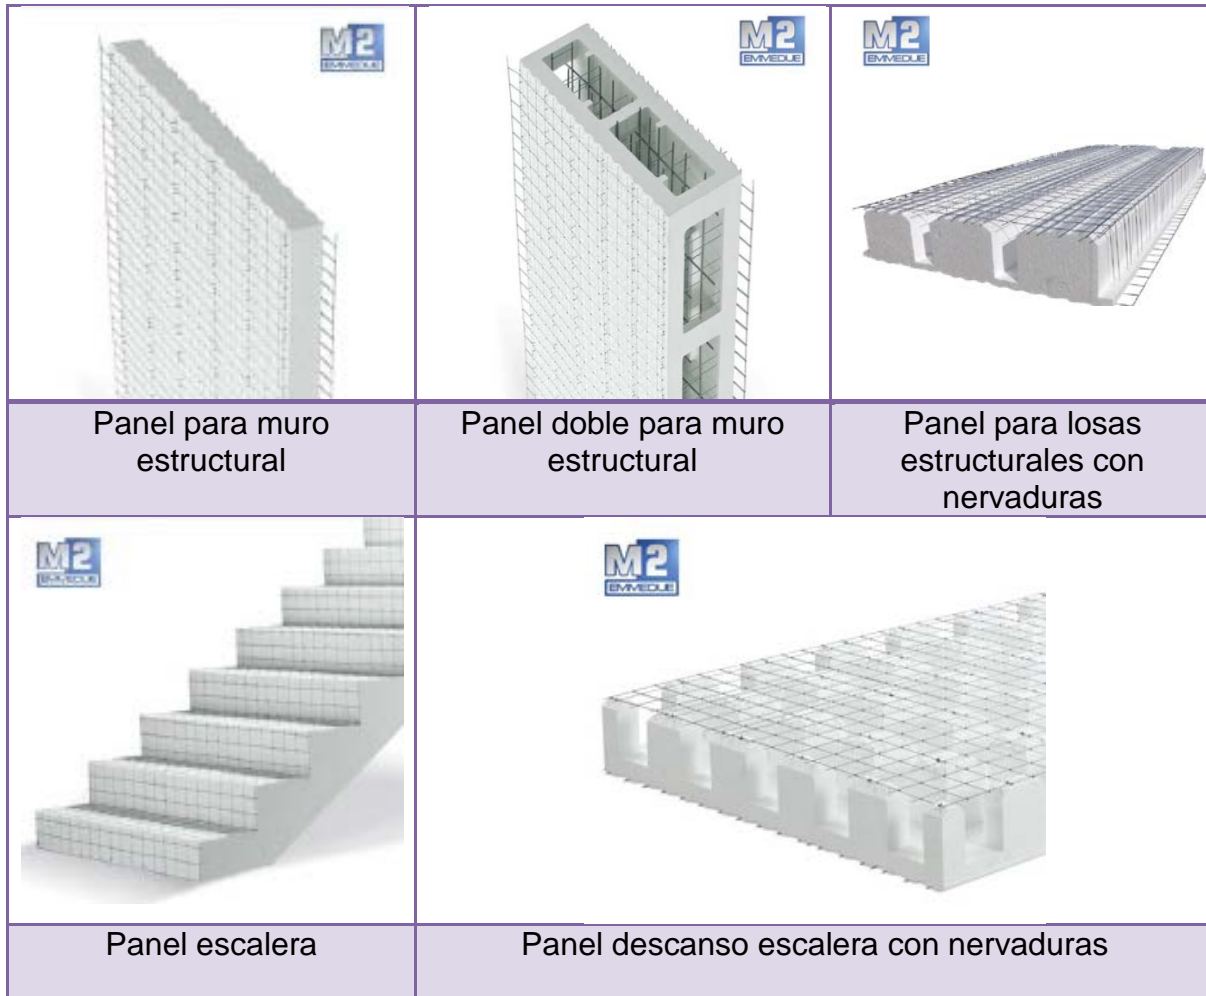 M2
EMMEDUE
M2
EMMEDUE
M2
EMMEDUE
Panel para muro
estructural
Panel doble para muro
estructural
Panel para losas
estructurales con
nervaduras
M2
EMMEDUE
M2
EMMEDUE
Panel escalera
Panel descanso escalera con nervaduras